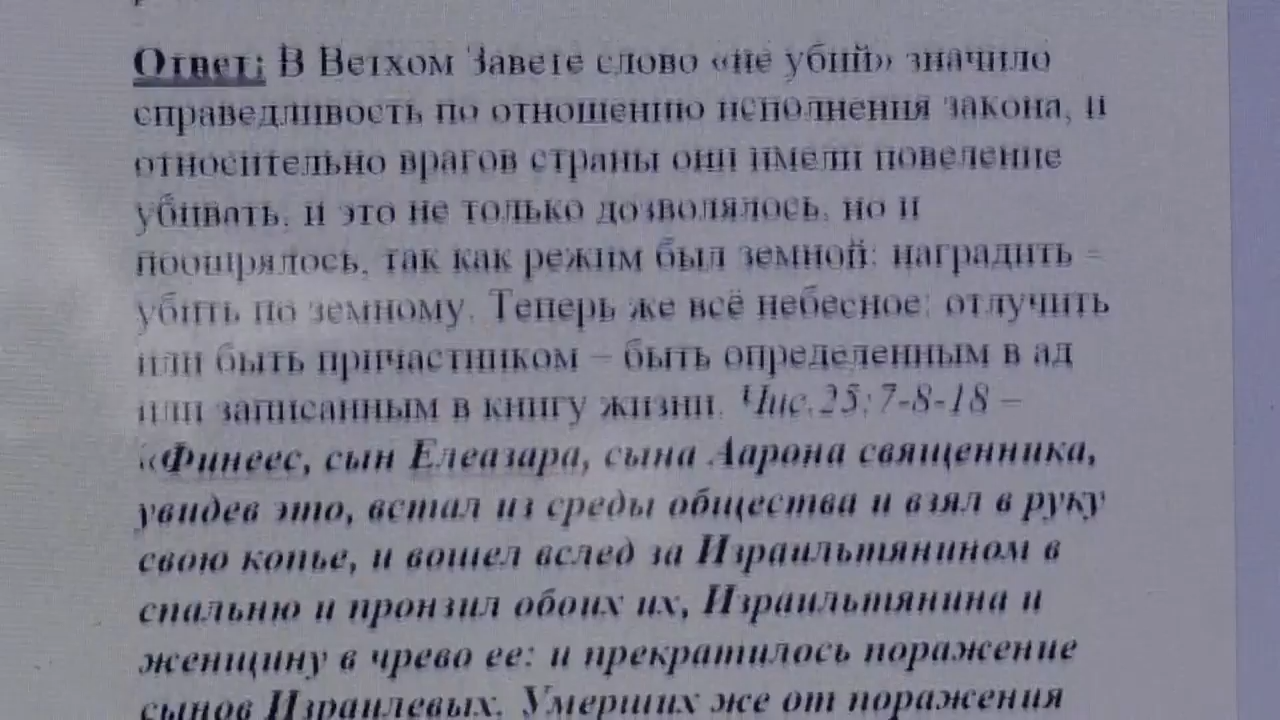 Ответ: В Ветхом Завете слово «не убий» значило
справедливость по отношению исполнения закона, и
относительно врагов страны они имели повеление
убивать, и это не только дозволялось, но и
поощрялось, так как режим был земной: наградить –
убить по земному. Теперь же всё небесное: отлучить
или быть причастником – быть определенным в ад
или записанным в книгу жизни. Чис.25:7-8-18 –
«Финеес, сын Елеазара, сына Аарона священника,
увидев это, встал из среды общества и взял в руку
свою копье, и вошел вслед за Израильтянином в
спальню и пронзил обоих их, Израильтянина и
женщину в чрево ее: и прекратилось поражение
сынов Израилевых. Умерших же от поражения